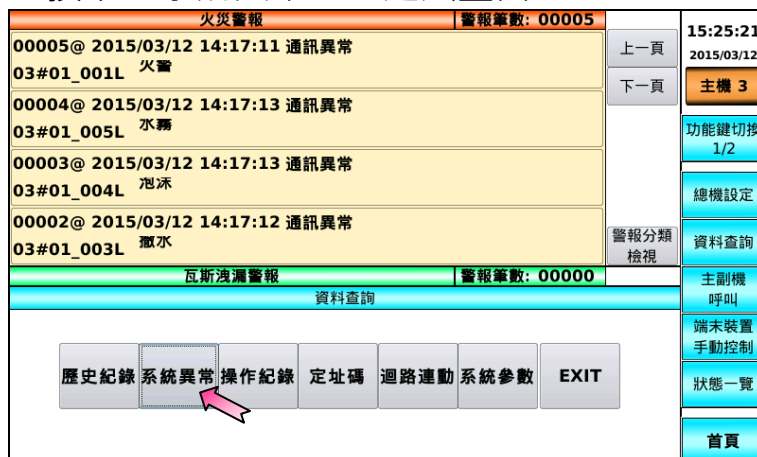 火災警報 警報筆數: 00005
00005@ 2015/03/12 14:17:11 通訊異常
03#01_001L 火警
00004@ 2015/03/12 14:17:13 通訊異常
03#01_005L 水霧
00003@ 2015/03/12 14:17:13 通訊異常
03#01_004L 泡沫
00002@ 2015/03/12 14:17:12 通訊異常
03#01_003L 撒水
上一頁
下一頁
警報分類
檢視
瓦斯洩漏警報 警報筆數: 00000
資料查詢
歷史紀錄 系統異常 操作紀錄 定址碼 迴路連動 系統參數 EXIT
15:25:21
2015/03/12
主機 3
功能鍵切換
1/2
總機設定
資料查詢
主副機
呼叫
端末裝置
手動控制
狀態一覽
首頁